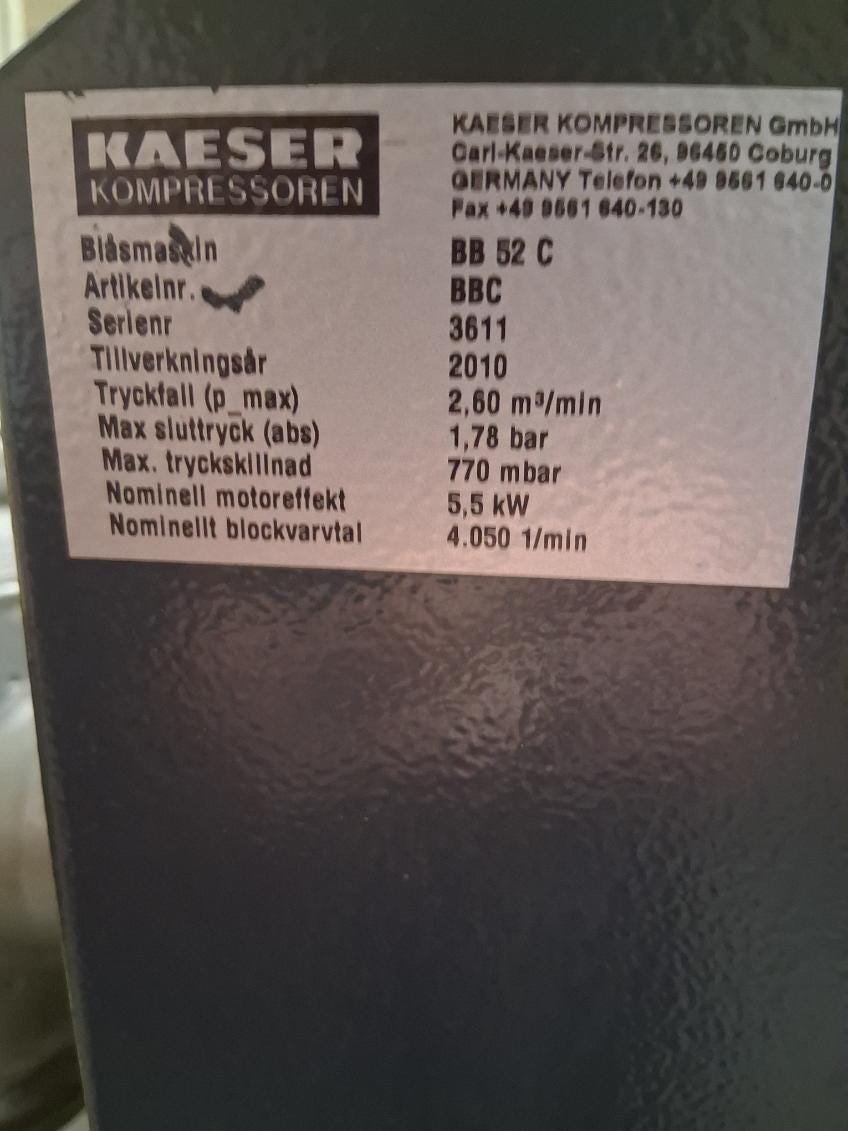 KAESER
KOMPRESSOREN
KAESER KOMPRESSOREN GmbH
Carl-Kaeser-Str. 26, 96450 Coburg
GERMANY Telefon +49 9561 640-0
Fax +49 9561 640-130
Blåsmaskin BB 52 C
Artikelnr. BBC
Serienr 3611
Tillverkningsår 2010
Tryckfall (p_max) 2,60 m³/min
Max sluttryck (abs) 1,78 bar
Max. tryckskillnad 770 mbar
Nominell motoreffekt 5,5 kW
Nominellt blockvarvtal 4.050 1/min